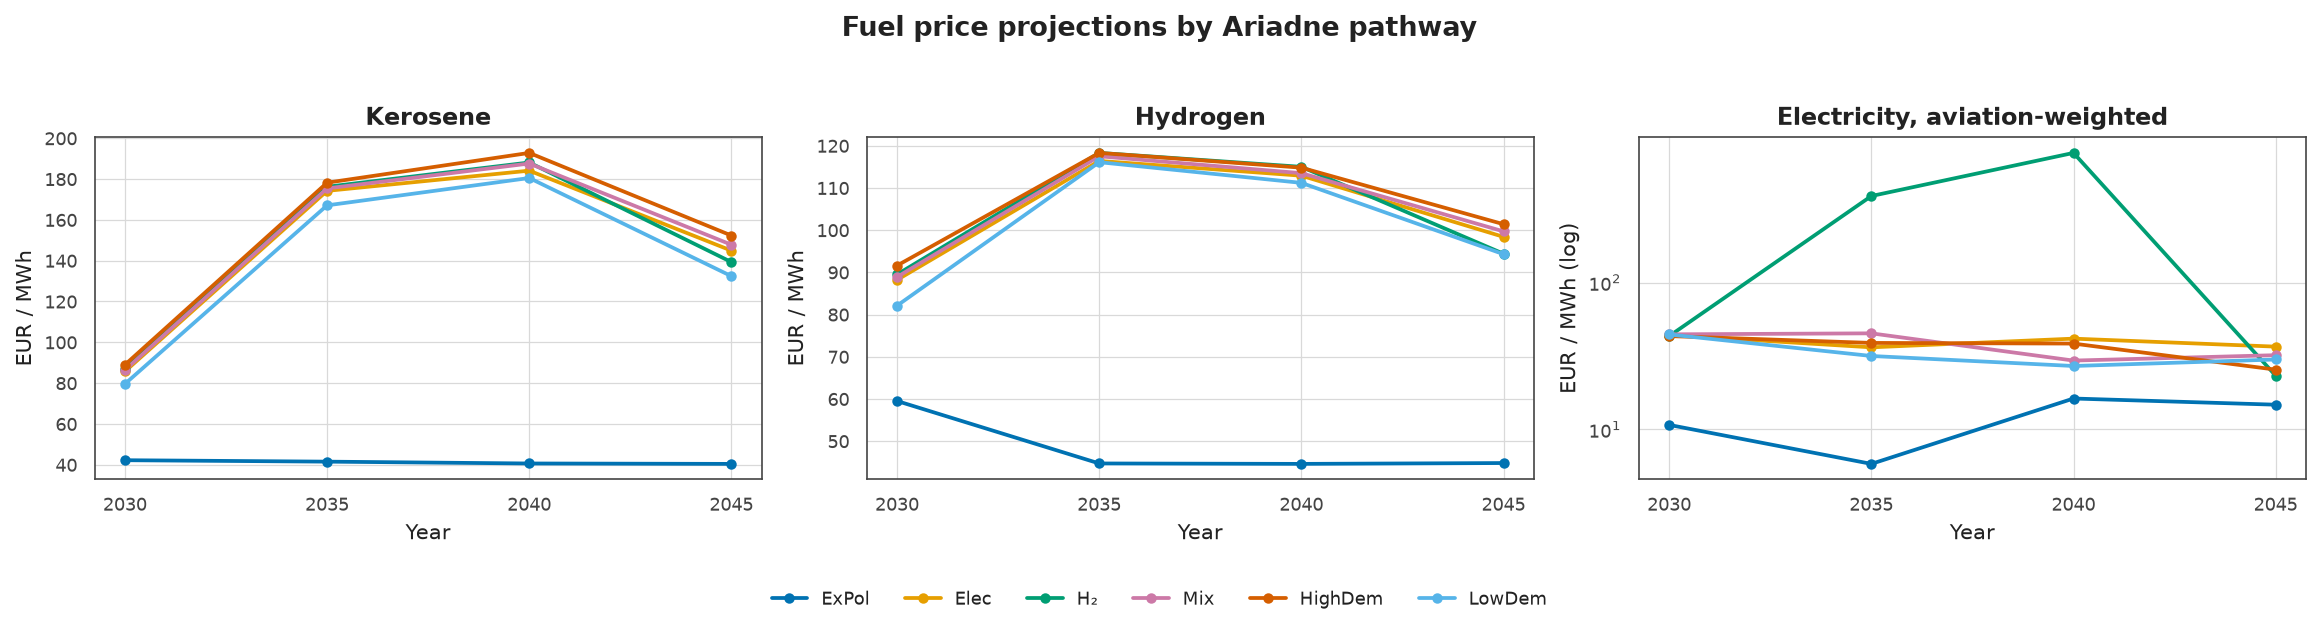 Fuel price projections by Ariadne pathway
Kerosene
EUR / MWh
200
180
160
140
120
100
80
60
40
2030 2035 2040 2045
Year
Hydrogen
EUR / MWh
120
110
100
90
80
70
60
50
2030 2035 2040 2045
Year
Electricity, aviation-weighted
EUR / MWh (log)
10²
10¹
2030 2035 2040 2045
Year
ExPol Elec H₂ Mix HighDem LowDem